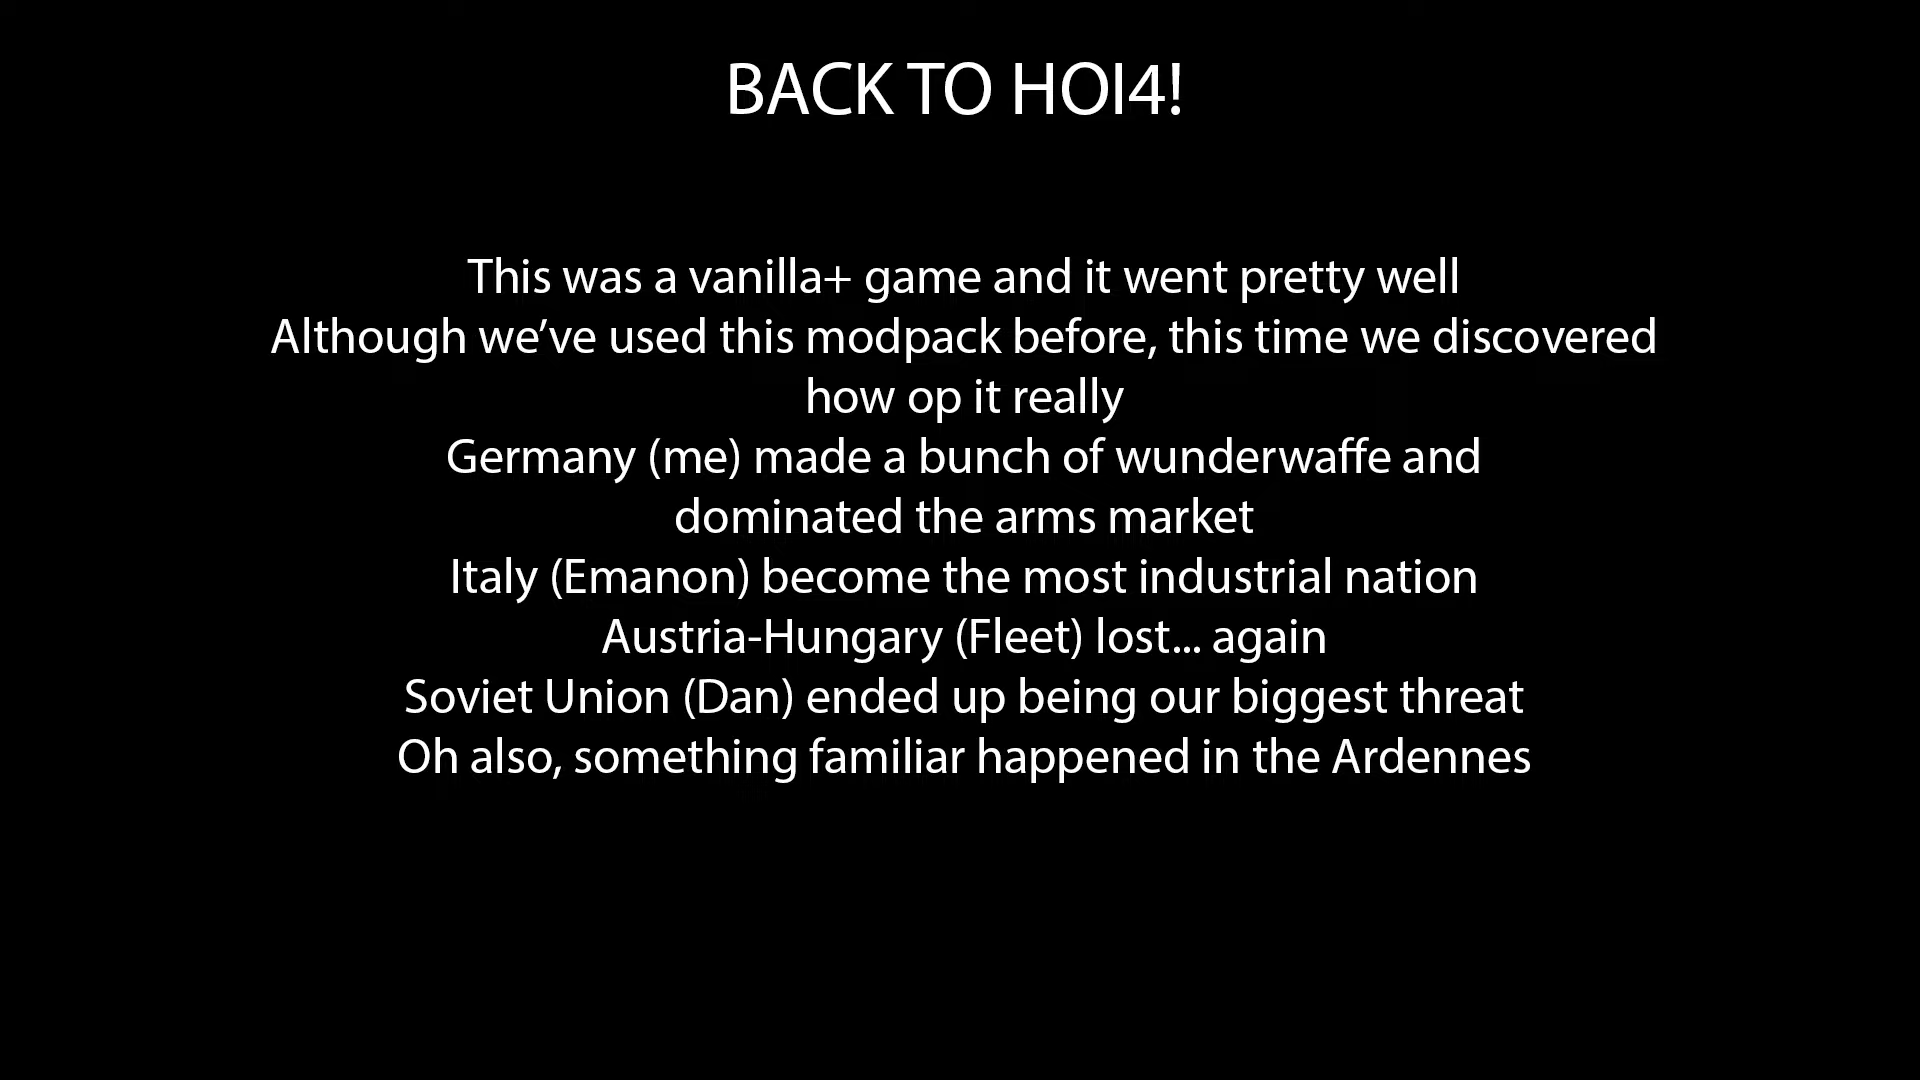 BACK TO HOI4!
This was a vanilla+ game and it went pretty well
Although we’ve used this modpack before, this time we discovered
how op it really
Germany (me) made a bunch of wunderwaffe and
dominated the arms market
Italy (Emanon) become the most industrial nation
Austria-Hungary (Fleet) lost... again
Soviet Union (Dan) ended up being our biggest threat
Oh also, something familiar happened in the Ardennes